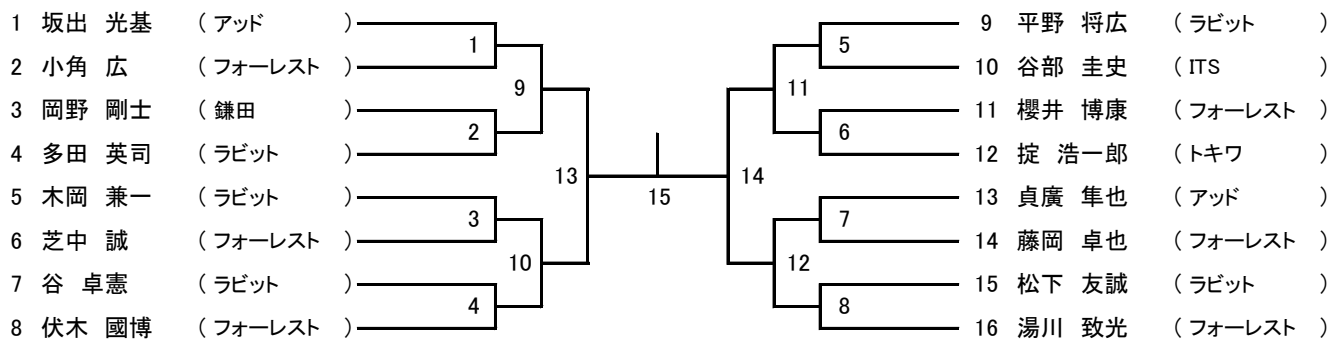 1 坂出 光基 (アッド)
2 小角 広 (フォーレスト)
3 岡野 剛士 (鎌田)
4 多田 英司 (ラビット)
5 木岡 兼一 (ラビット)
6 芝中 誠 (フォーレスト)
7 谷 卓憲 (ラビット)
8 伏木 國博 (フォーレスト)
1
2
3
4
9
10
13
15
14
11
12
5
6
7
8
9 平野 将広 (ラビット)
10 谷部 圭史 (ITS)
11 櫻井 博康 (フォーレスト)
12 掟 浩一郎 (トキワ)
13 貞廣 隼也 (アッド)
14 藤岡 卓也 (フォーレスト)
15 松下 友誠 (ラビット)
16 湯川 致光 (フォーレスト)